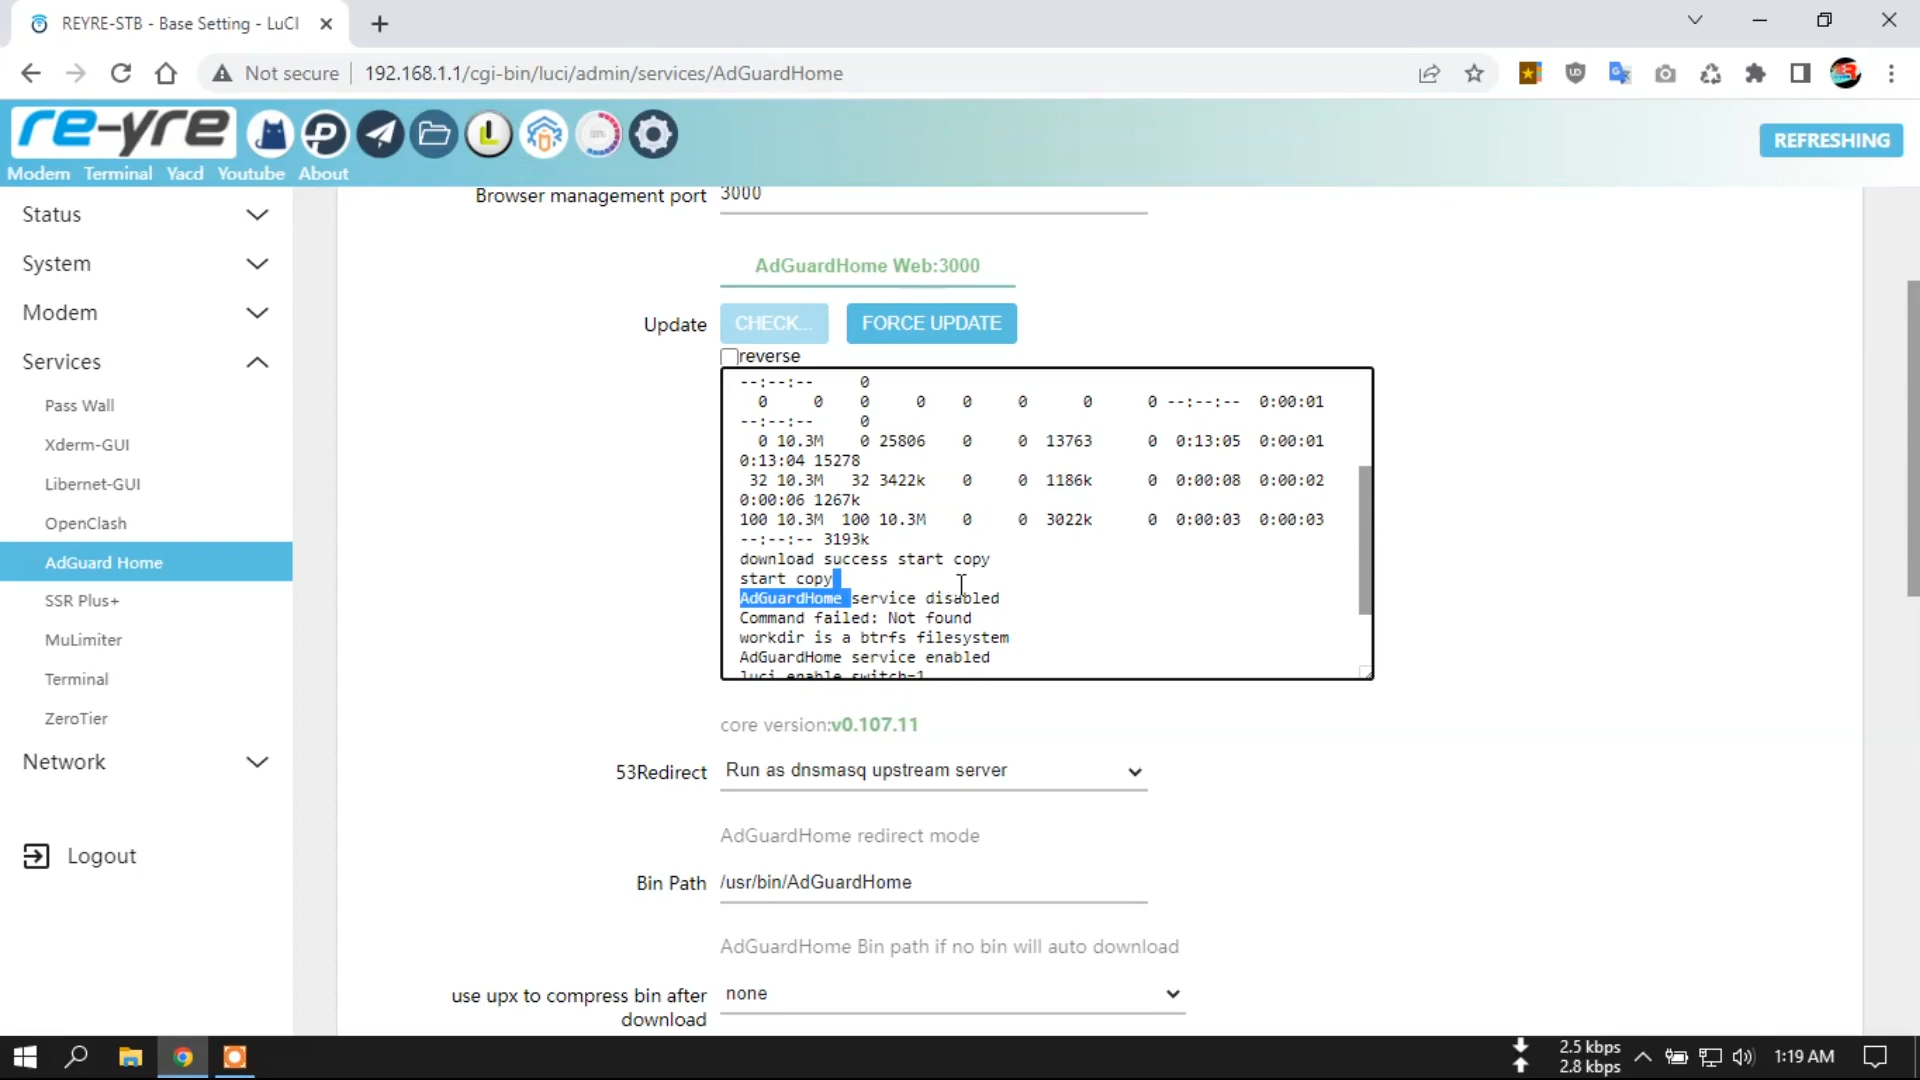 REYRE-STB - Base Setting - LuCI
Not secure
192.168.1.1/cgi-bin/luci/admin/services/AdGuardHome
re-yre
REFRESHING
Modem Terminal Yacd Youtube About
Status
System
Modem
Services
Pass Wall
Xderm-GUI
Libernet-GUI
OpenClash
AdGuard Home
SSR Plus+
MuLimiter
Terminal
ZeroTier
Network
Logout
Browser management port 3000
AdGuardHome Web:3000
Update CHECK... FORCE UPDATE
reverse
--:--:-- 0
0 0 0 0 0 0 0 0 --:--:-- 0:00:01
--:--:-- 0
0 10.3M 0 25806 0 0 13763 0 0:13:05 0:00:01
0:13:04 15278
32 10.3M 32 3422k 0 0 1186k 0 0:00:08 0:00:02
0:00:06 1267k
100 10.3M 100 10.3M 0 0 3022k 0 0:00:03 0:00:03
--:--:-- 3193k
download success start copy
start copy
AdGuardHome service disabled
Command failed: Not found
workdir is a btrfs filesystem
AdGuardHome service enabled
luci enable switch=1
core version:v0.107.11
53Redirect Run as dnsmasq upstream server
AdGuardHome redirect mode
Bin Path /usr/bin/AdGuardHome
AdGuardHome Bin path if no bin will auto download
use upx to compress bin after
download
none
2.5 kbps
2.8 kbps
1:19 AM